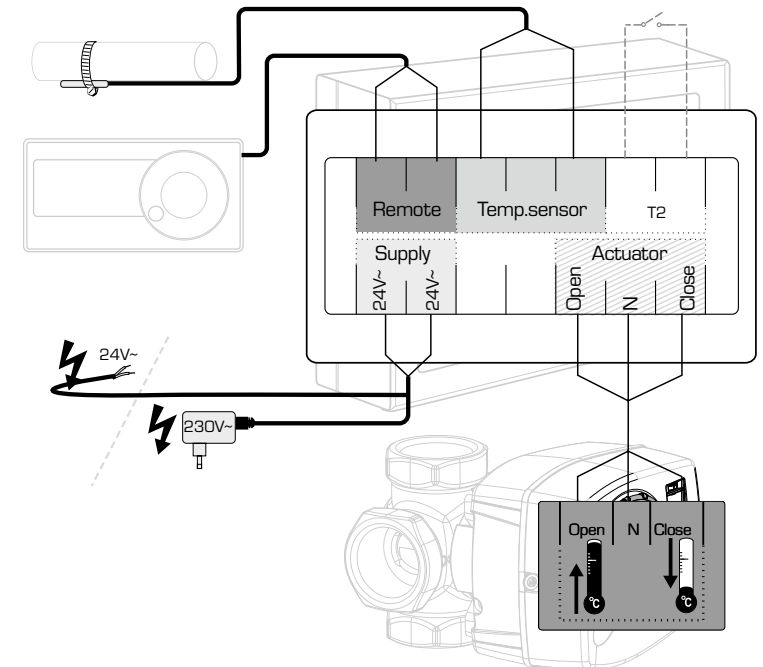 Remote Temp.sensor T2
Supply Actuator
24V~ 24V~ Open N Close
24V~
230V~
Open N Close
°C °C